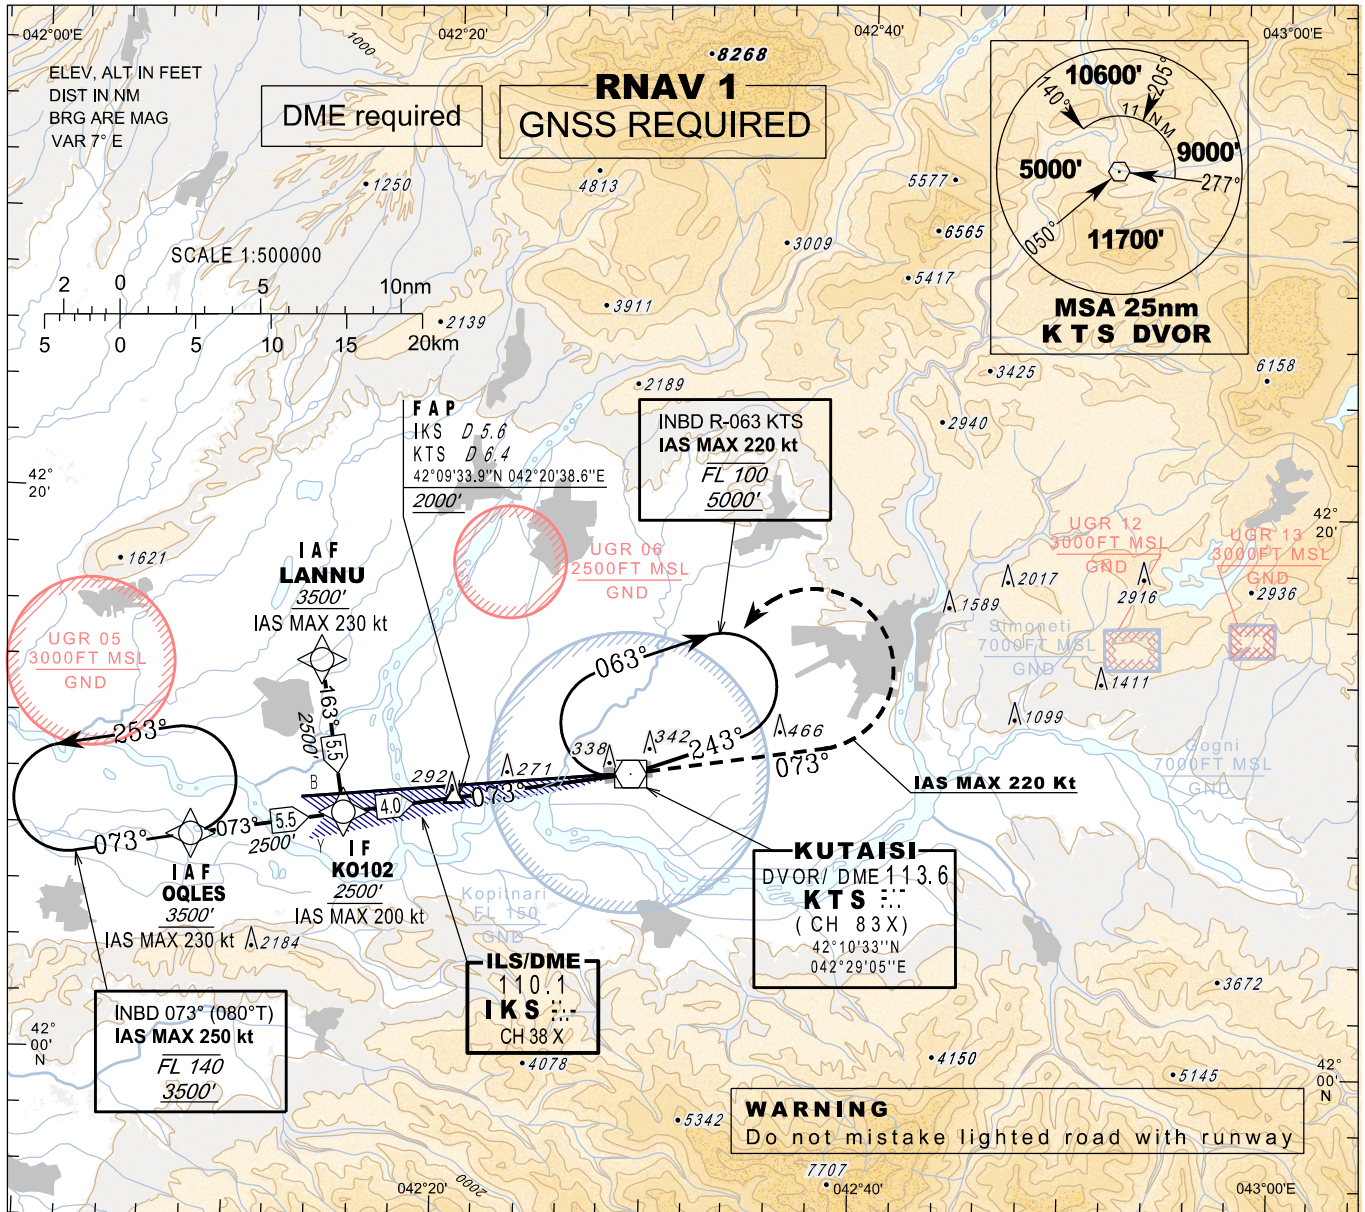 042°00'E
042°20'
042°40'
043°00'E
1000
8268
ELEV, ALT IN FEET
DIST IN NM
BRG ARE MAG
VAR 7° E
DME required
RNAV 1
GNSS REQUIRED
10600'
140°
205°
11 NM
9000'
5000'
277°
050°
11700'
MSA 25nm
KTS DVOR
1250
4813
5577
6565
3009
5417
SCALE 1:500000
2 0 5 10nm
5 0 5 10 15 20km
3911
2139
2189
3425
6158
2940
FAP
IKS D 5.6
KTS D 6.4
42°09'33.9"N 042°20'38.6"E
2000'
INBD R-063 KTS
IAS MAX 220 kt
FL 100
5000'
42°
20'
42°
20'
1621
IAF
LANNU
3500'
IAS MAX 230 kt
UGR 06
2500FT MSL
GND
UGR 12
3000FT MSL
GND
UGR 13
3000FT MSL
GND
2017
2916
2936
1589
UGR 05
3000FT MSL
GND
Simoneti
7000FT MSL
GND
063°
1411
1099
253°
163°
5.5
2500'
466
342
338
243°
073°
Gogni
7000FT MSL
GND
B
292
271
073°
IAS MAX 220 Kt
4.0
073°
073°
5.5
2500'
Y
IAF
OQLES
3500'
IAS MAX 230 kt
2184
IF
KO102
2500'
IAS MAX 200 kt
Kopitnari
FL 150
GND
KUTAISI
DVOR/ DME 113.6
KTS
(CH 83X)
42°10'33''N
042°29'05''E
ILS/DME
110.1
IKS
CH 38 X
INBD 073° (080°T)
IAS MAX 250 kt
FL 140
3500'
42°
00'
N
42°
00'
N
3672
4078
4150
5145
5342
WARNING
Do not mistake lighted road with runway
7707
2000
042°20'
042°40'
043°00'E